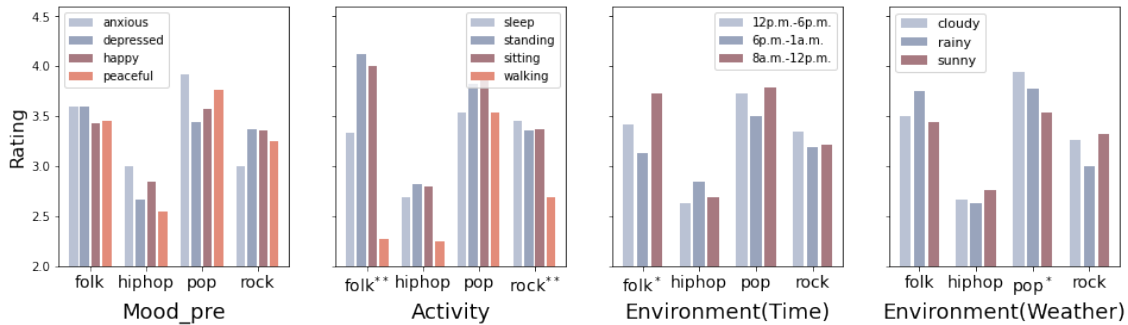 4.5
4.0
3.5
3.0
2.5
2.0
Rating
anxious
depressed
happy
peaceful
folk hiphop pop rock
Mood_pre
sleep
standing
sitting
walking
folk** hiphop pop rock**
Activity
12p.m.-6p.m.
6p.m.-1a.m.
8a.m.-12p.m.
folk* hiphop pop rock
Environment(Time)
cloudy
rainy
sunny
folk hiphop pop* rock
Environment(Weather)